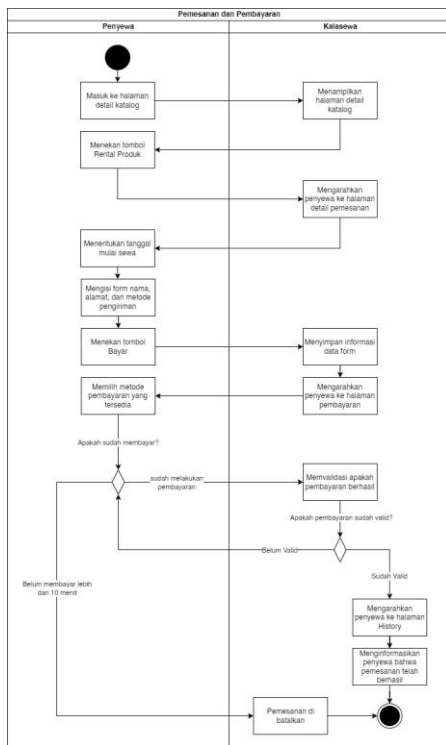 Pemesanan dan Pembayaran
Penyewa
Kalasewa
Masuk ke halaman
detail katalog
Menampilkan
halaman detail
katalog
Menekan tombol
Rental Produk
Mengarahkan
penyewa ke halaman
detail pemesanan
Menentukan tanggal
mulai sewa
Mengisi form nama,
alamat, dan metode
pengiriman
Menekan tombol
Bayar
Menyimpan informasi
data form
Mengarahkan
penyewa ke halaman
pembayaran
Memilih metode
pembayaran yang
tersedia
Apakah sudah membayar?
sudah melakukan
pembayaran
Memvalidasi apakah
pembayaran berhasil
Apakah pembayaran sudah valid?
Belum Valid
Sudah Valid
Belum membayar lebih
dari 10 menit
Mengarahkan
penyewa ke halaman
History
Menginformasikan
penyewa bahwa
pemesanan telah
berhasil
Pemesanan di
batalkan